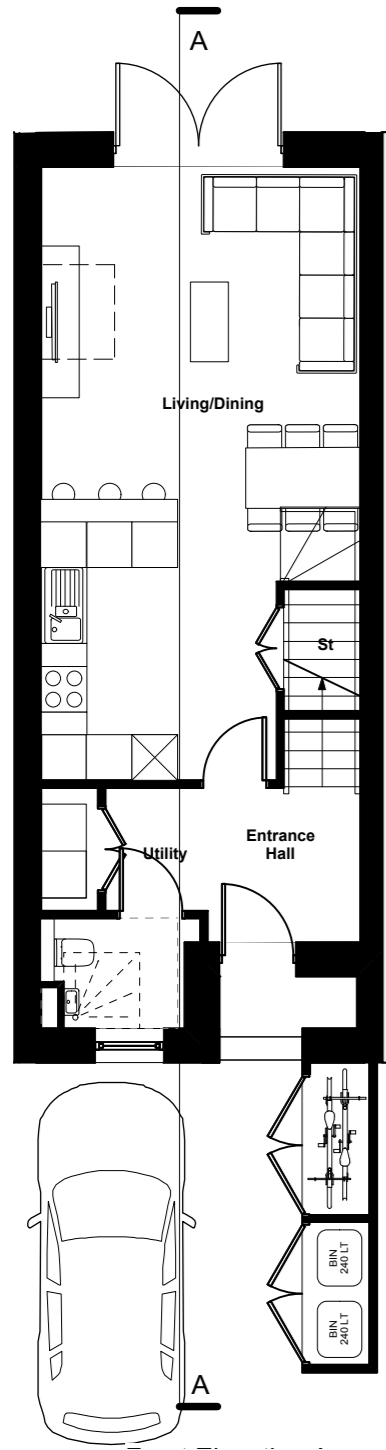 A
Living/Dining
St
Utility
Entrance
Hall
BIN
240 LT
BIN
240 LT
A